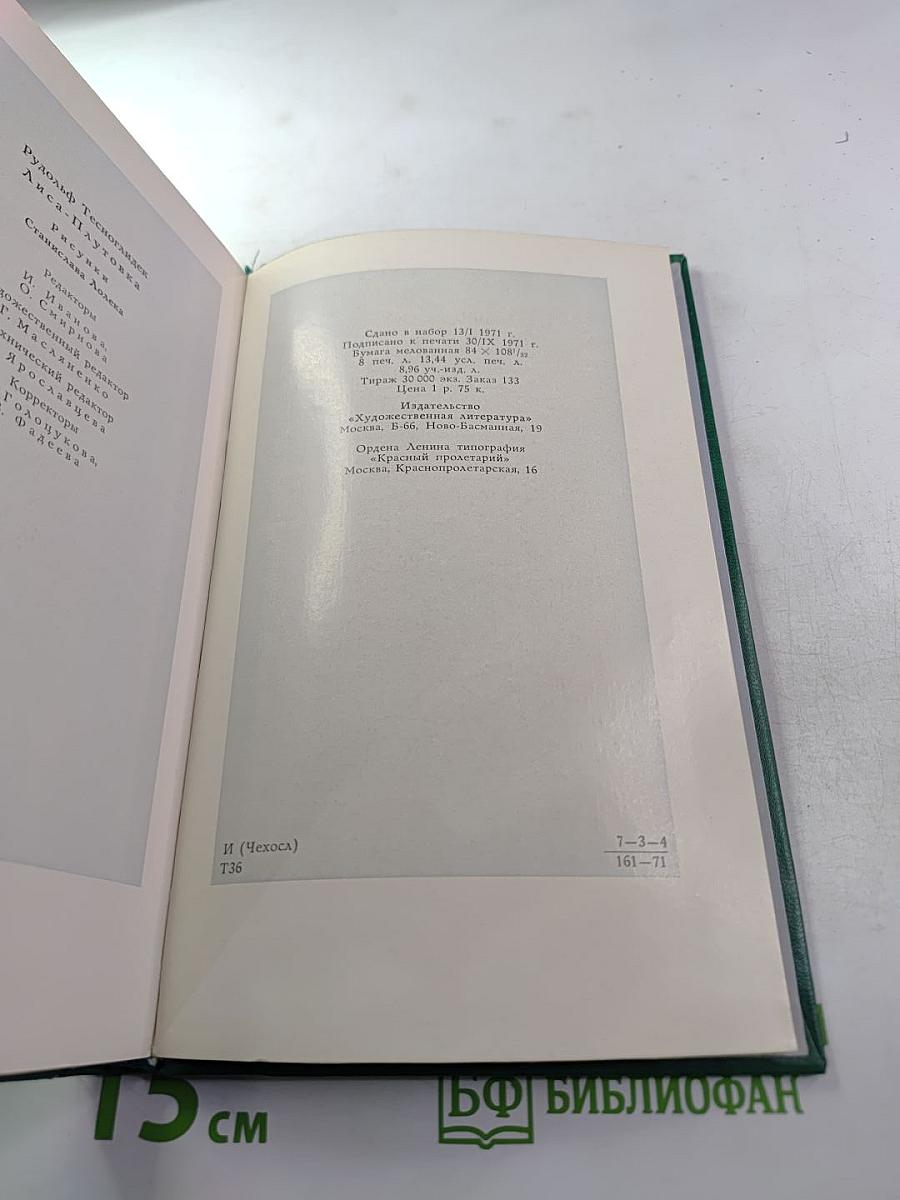 Рудольф Тесноглидек
Лиса-Плутовка
Рисунки
Станислава Лолека
Редакторы
И. Иванова,
О. Смирнова
дожественный редактор
Г. Масляненко
хнический редактор
Ярославцева
Корректоры
Голоцукова,
Фадеева
Сдано в набор 13/I 1971 г.
Подписано к печати 30/IX 1971 г.
Бумага мелованная 84 × 108¹/₃₂
8 печ. л. 13,44 усл. печ. л.
8,96 уч.-изд. л.
Тираж 30 000 экз. Заказ 133
Цена 1 р. 75 к.
Издательство
«Художественная литература»
Москва, Б-66, Ново-Басманная, 19
Ордена Ленина типография
«Красный пролетарий»
Москва, Краснопролетарская, 16
И (Чехосл)
Т36
7—3—4
161—71
15 см
БФ БИБЛИОФАН